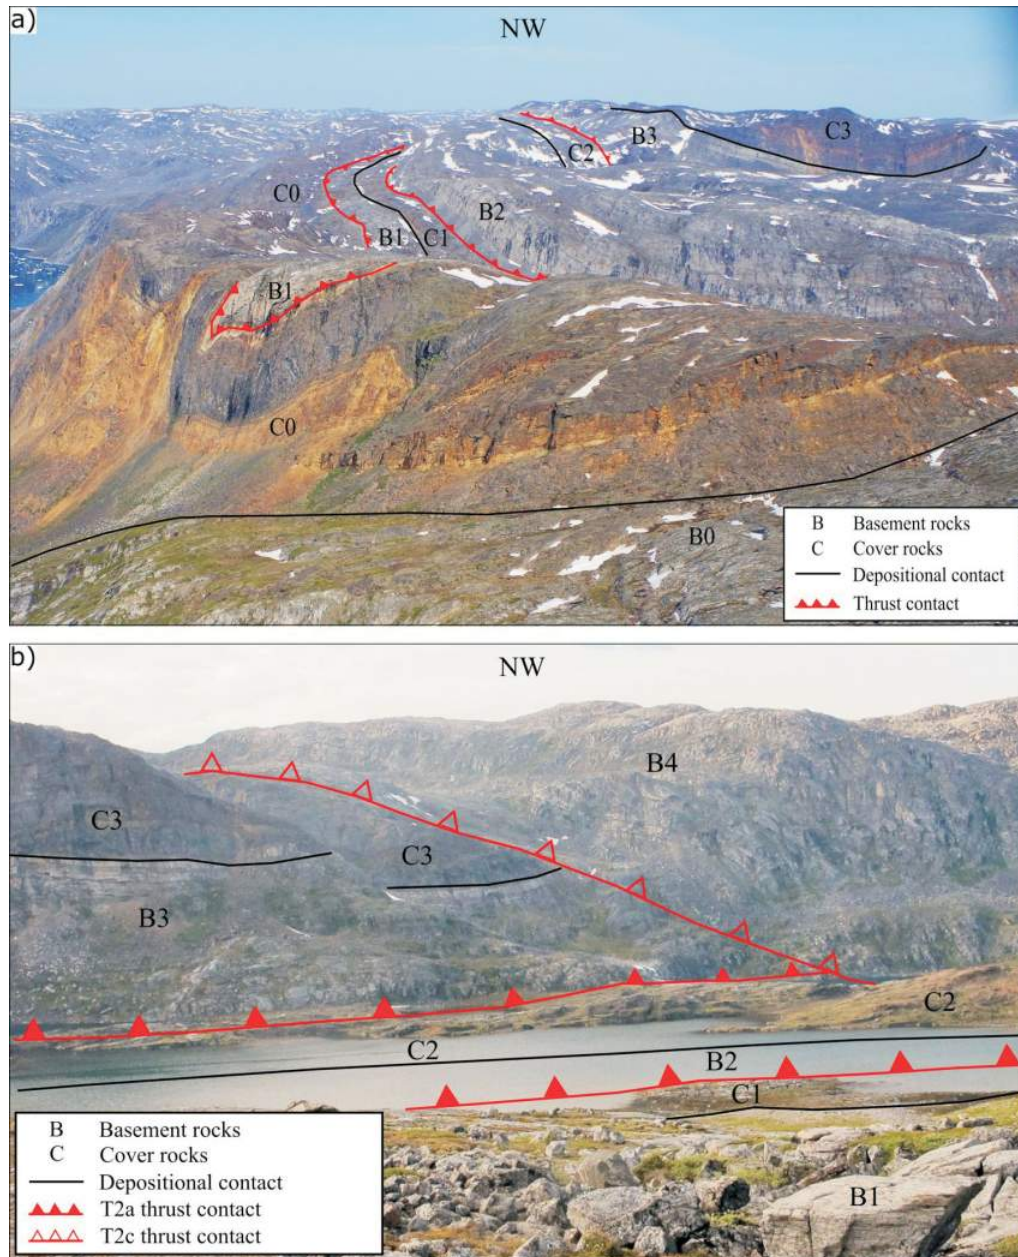 a)
NW
C3
B3
C2
C0
B2
B1
C1
B1
C0
B0
B Basement rocks
C Cover rocks
Depositional contact
Thrust contact
b)
NW
B4
C3
C3
B3
C2
C2
B2
C1
B1
B Basement rocks
C Cover rocks
Depositional contact
T2a thrust contact
T2c thrust contact